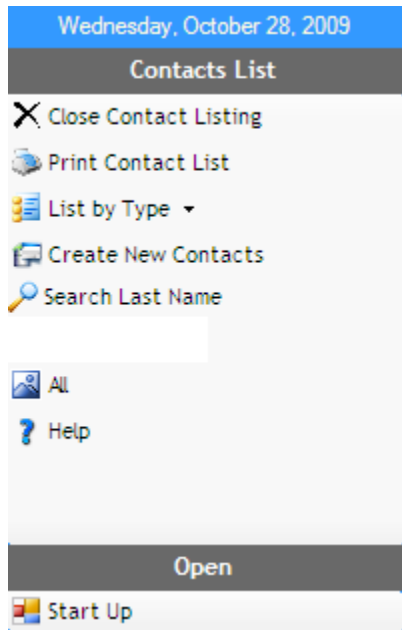 Wednesday, October 28, 2009
Contacts List
Close Contact Listing
Print Contact List
List by Type
Create New Contacts
Search Last Name
All
Help
Open
Start Up